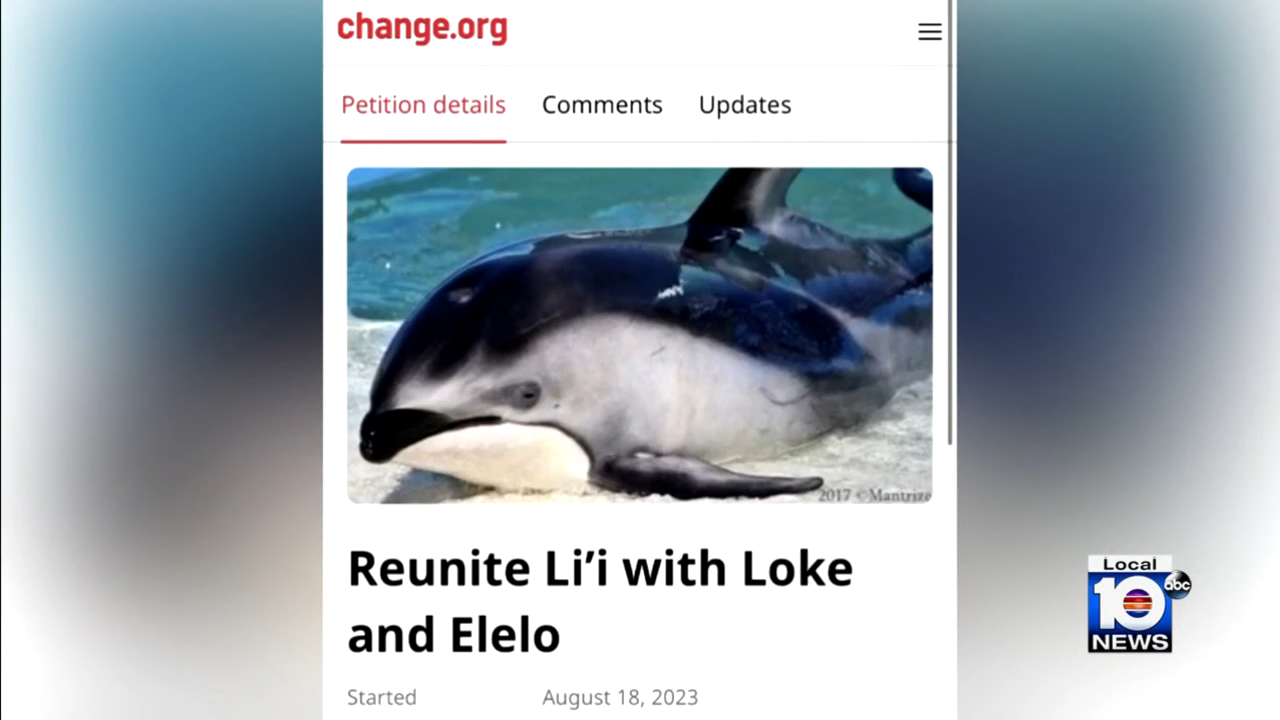 change.org
Petition details Comments Updates
2017 ©Mantrize
Reunite Li’i with Loke
and Elelo
Started August 18, 2023
Local
10 abc
NEWS